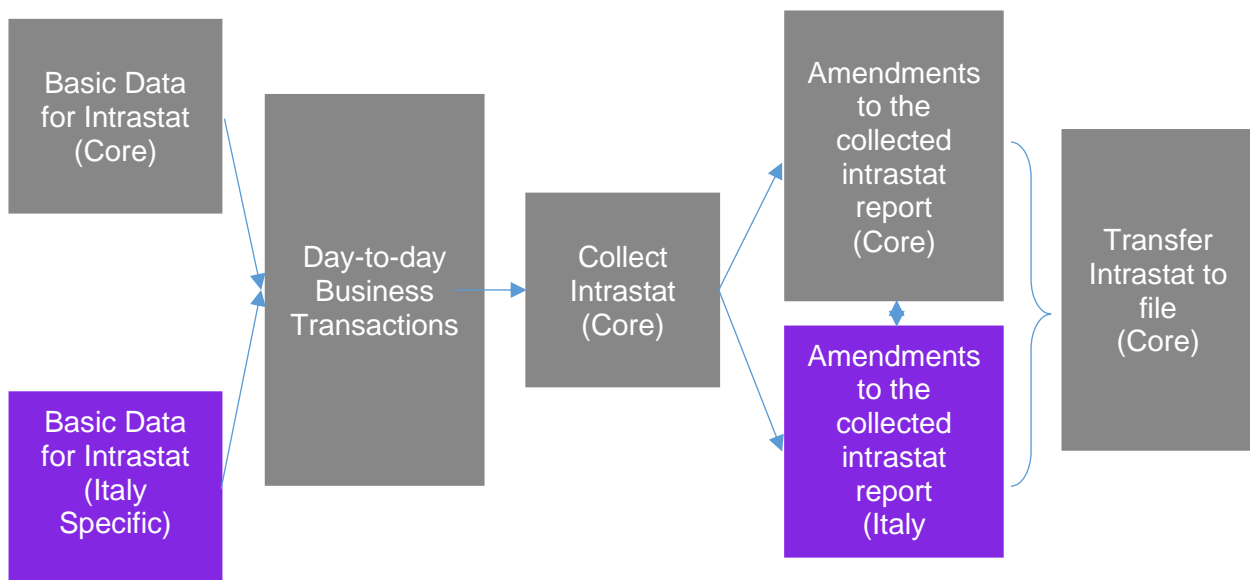 Basic Data
for Intrastat
(Core)
Basic Data
for Intrastat
(Italy
Specific)
Day-to-day
Business
Transactions
Collect
Intrastat
(Core)
Amendments
to the
collected
intrastat
report
(Core)
Amendments
to the
collected
intrastat
report
(Italy
Transfer
Intrastat to
file
(Core)